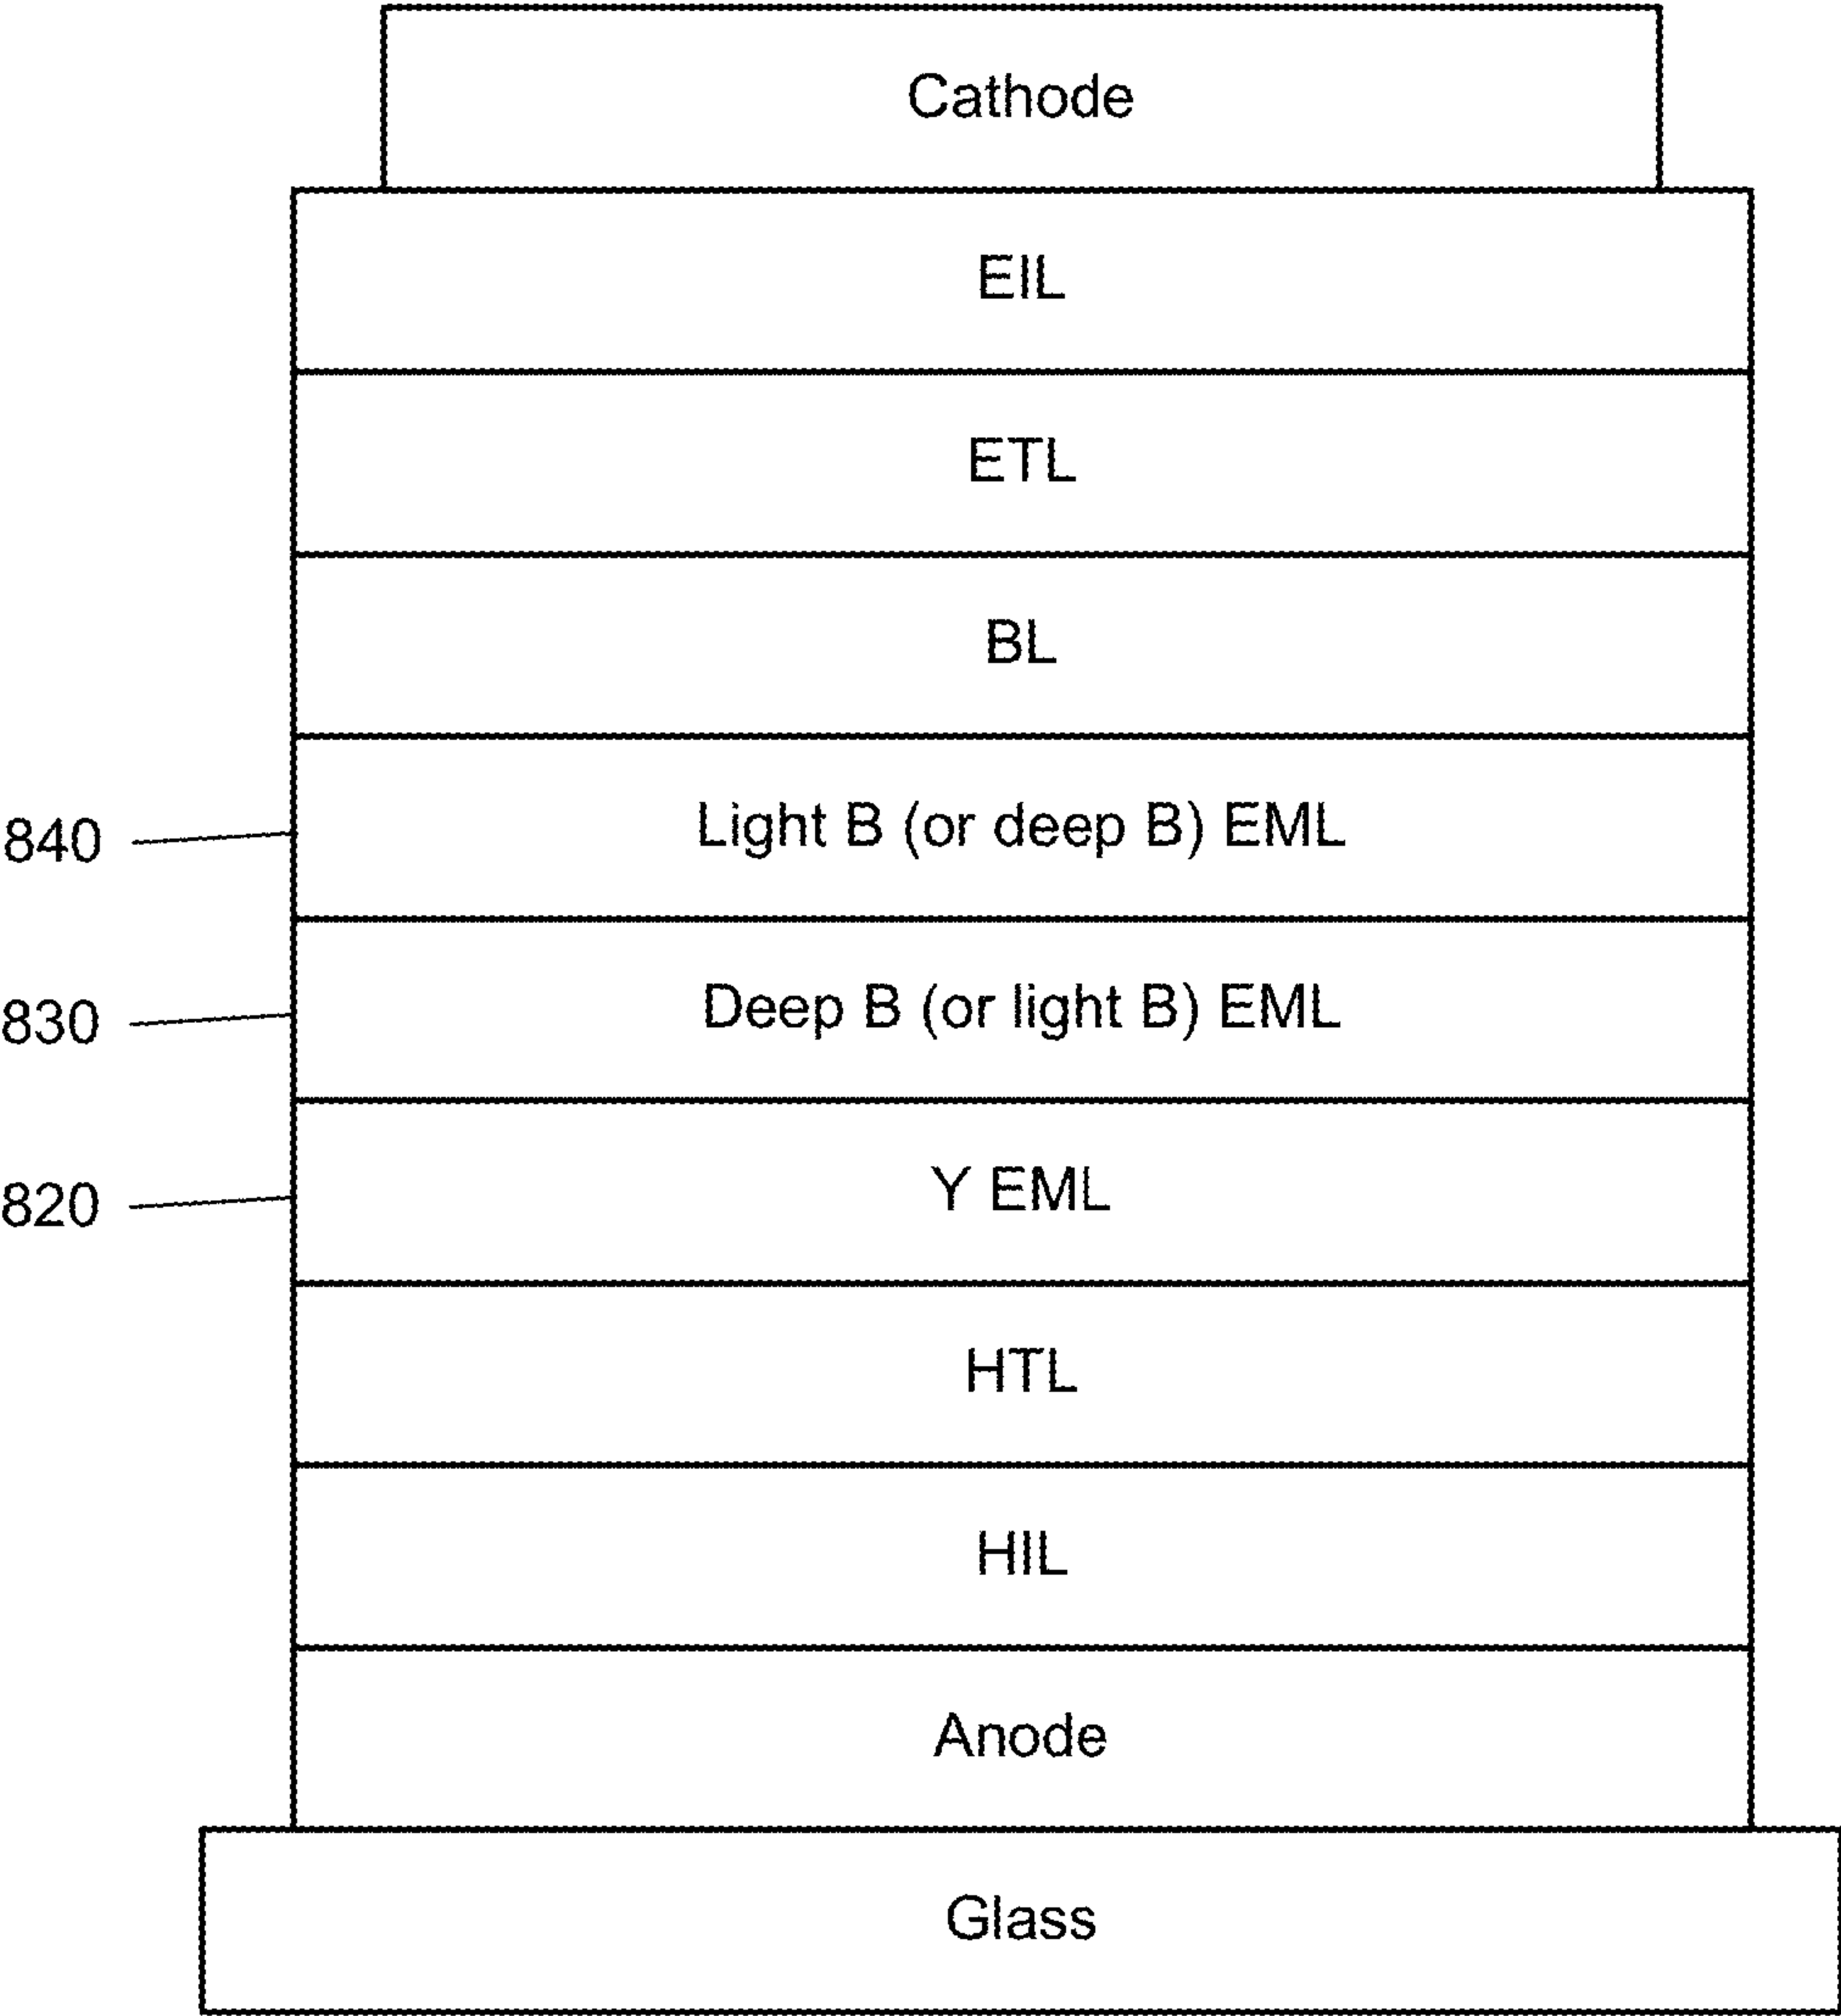 Cathode
EIL
ETL
BL
840 Light B (or deep B) EML
830 Deep B (or light B) EML
820 Y EML
HTL
HIL
Anode
Glass